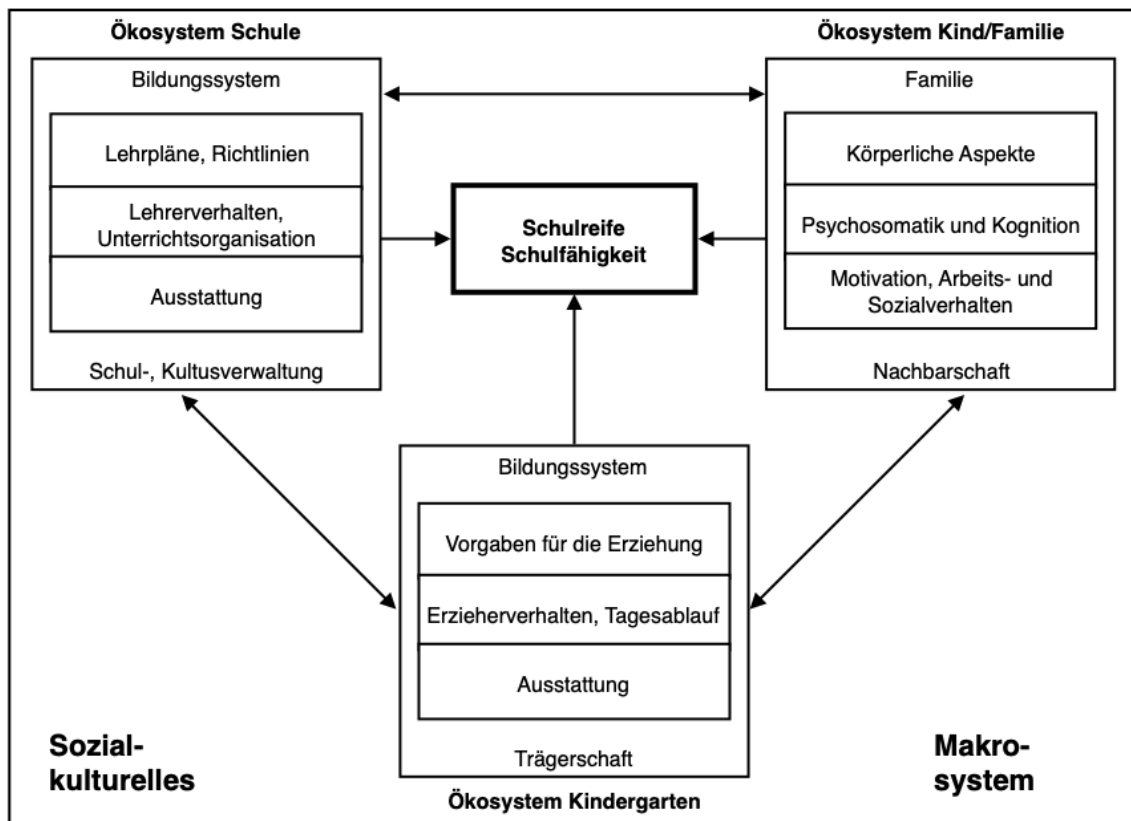 Ökosystem Schule
Bildungssystem
Lehrpläne, Richtlinien
Lehrerverhalten,
Unterrichtsorganisation
Ausstattung
Schul-, Kultusverwaltung
Ökosystem Kind/Familie
Familie
Körperliche Aspekte
Psychosomatik und Kognition
Motivation, Arbeits- und
Sozialverhalten
Nachbarschaft
Schulreife
Schulfähigkeit
Bildungssystem
Vorgaben für die Erziehung
Erzieherverhalten, Tagesablauf
Ausstattung
Trägerschaft
Ökosystem Kindergarten
Sozial-
kulturelles
Makro-
system